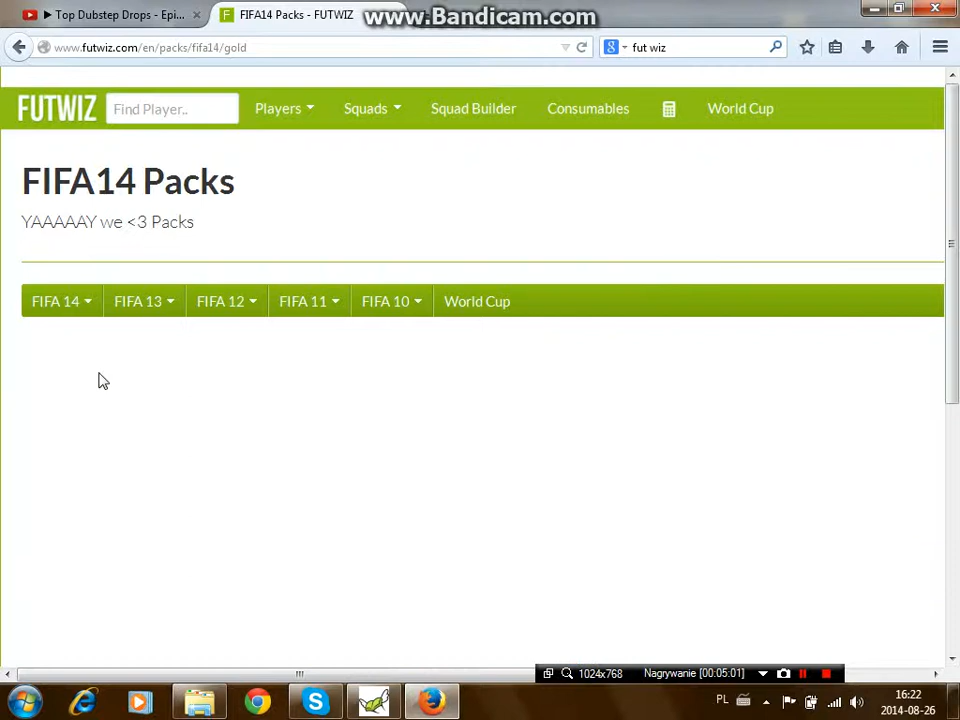 www.Bandicam.com
▶ Top Dubstep Drops - Epi... ×
FIFA14 Packs - FUTWIZ
www.futwiz.com/en/packs/fifa14/gold
fut wiz
FUTWIZ Find Player.. Players Squads Squad Builder Consumables World Cup
FIFA14 Packs
YAAAAAY we <3 Packs
FIFA 14 FIFA 13 FIFA 12 FIFA 11 FIFA 10 World Cup
1024x768 Nagrywanie [00:05:01]
PL
16:22
2014-08-26